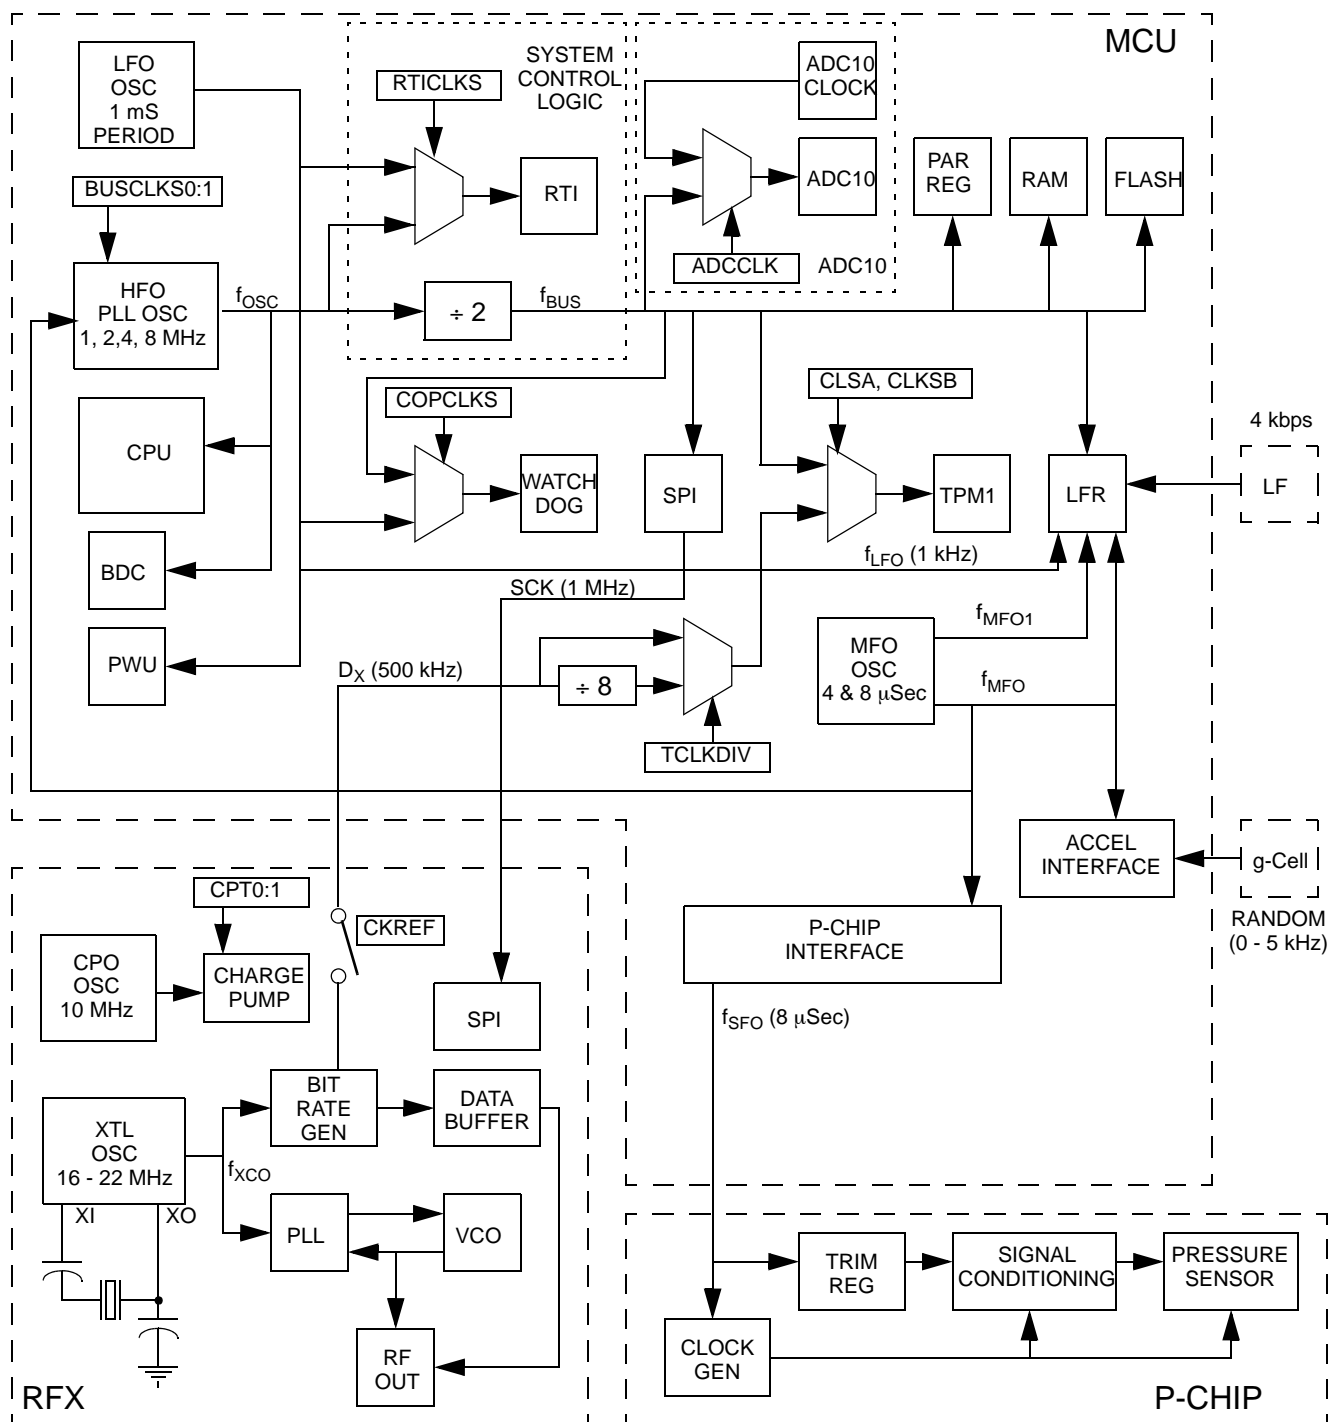 MCU
LFO
OSC
1 mS
PERIOD
SYSTEM
CONTROL
LOGIC
RTICLKS
RTI
ADC10
CLOCK
ADC10
ADCCLK
ADC10
PAR
REG
RAM
FLASH
BUSCLKS0:1
HFO
PLL OSC
1, 2,4, 8 MHz
fOSC
÷ 2
fBUS
CPU
COPCLKS
WATCH
DOG
SPI
CLSA, CLKSB
TPM1
LFR
4 kbps
LF
BDC
fLFO (1 kHz)
SCK (1 MHz)
PWU
DX (500 kHz)
÷ 8
TCLKDIV
MFO
OSC
4 & 8 μSec
fMFO1
fMFO
ACCEL
INTERFACE
g-Cell
RANDOM
(0 - 5 kHz)
P-CHIP
INTERFACE
fSFO (8 μSec)
CPT0:1
CKREF
CPO
OSC
10 MHz
CHARGE
PUMP
SPI
BIT
RATE
GEN
DATA
BUFFER
XTL
OSC
16 - 22 MHz
fXCO
XI
XO
PLL
VCO
RF
OUT
RFX
TRIM
REG
SIGNAL
CONDITIONING
PRESSURE
SENSOR
CLOCK
GEN
P-CHIP